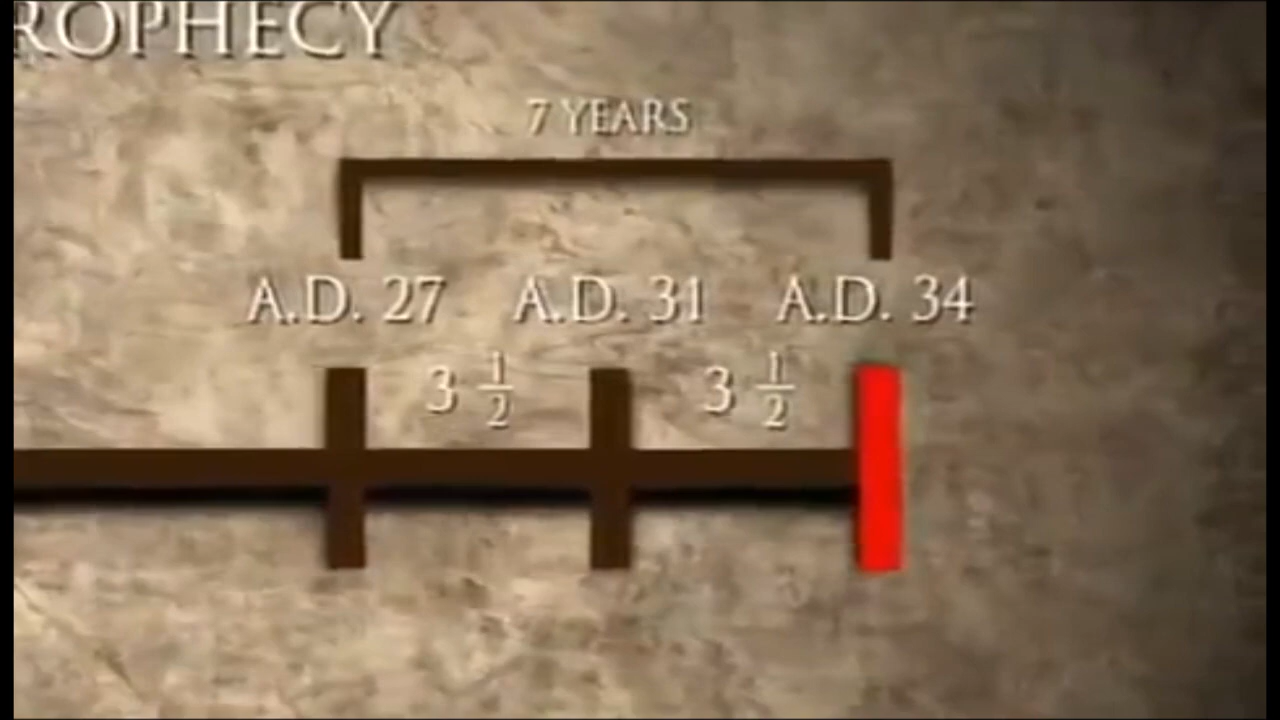 ROPHECY
7 YEARS
A.D. 27 A.D. 31 A.D. 34
3 1/2 3 1/2